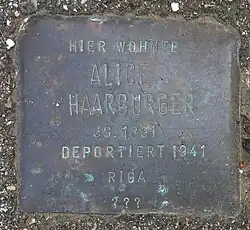 HIER WOHNTE
ALICE
HAARBURGER
JG. 1891
DEPORTIERT 1941
RIGA
???